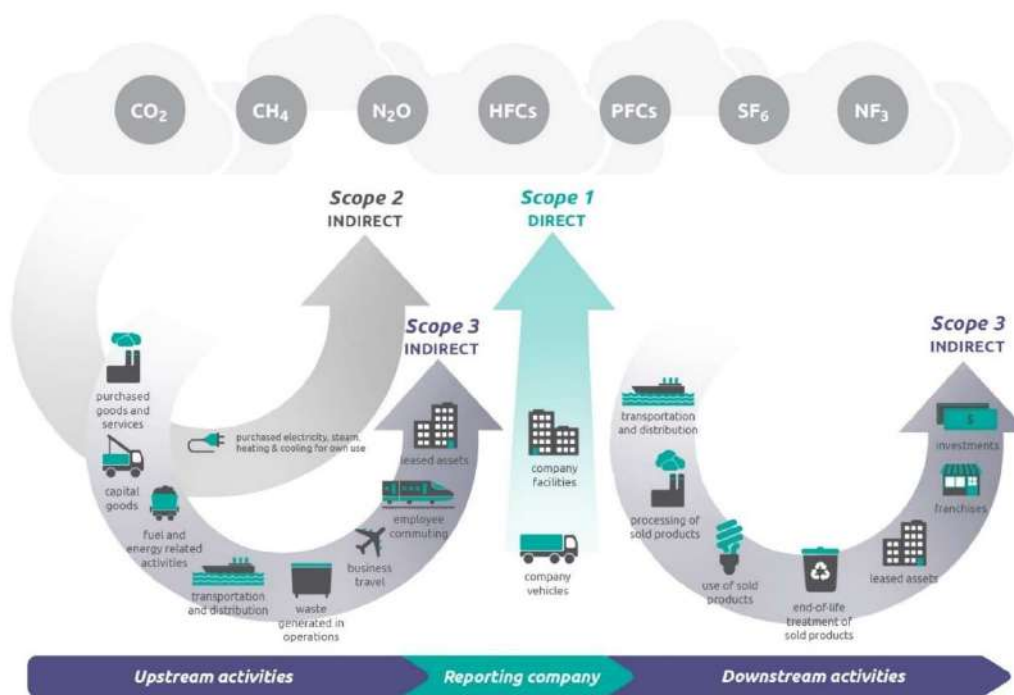 CO₂
CH₄
N₂O
HFCs
PFCs
SF₆
NF₃
Scope 2
INDIRECT
Scope 1
DIRECT
Scope 3
INDIRECT
Scope 3
INDIRECT
purchased
goods and
services
capital
goods
fuel and
energy related
activities
transportation
and distribution
waste
generated in
operations
business
travel
employee
commuting
leased assets
purchased electricity, steam,
heating & cooling for own use
company
facilities
company
vehicles
transportation
and distribution
processing of
sold products
use of sold
products
end-of-life
treatment of
sold products
leased assets
franchises
investments
$
Upstream activities
Reporting company
Downstream activities